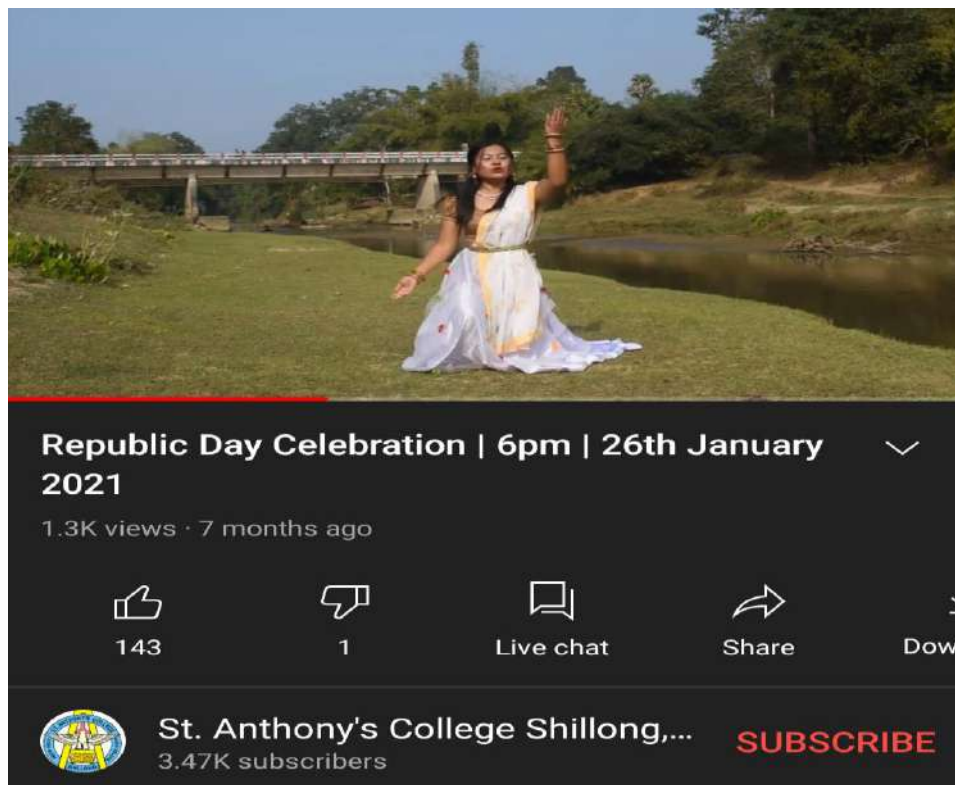 Republic Day Celebration | 6pm | 26th January
2021
1.3K views · 7 months ago
143
1
Live chat
Share
Dow
St. Anthony's College Shillong,...
3.47K subscribers
SUBSCRIBE